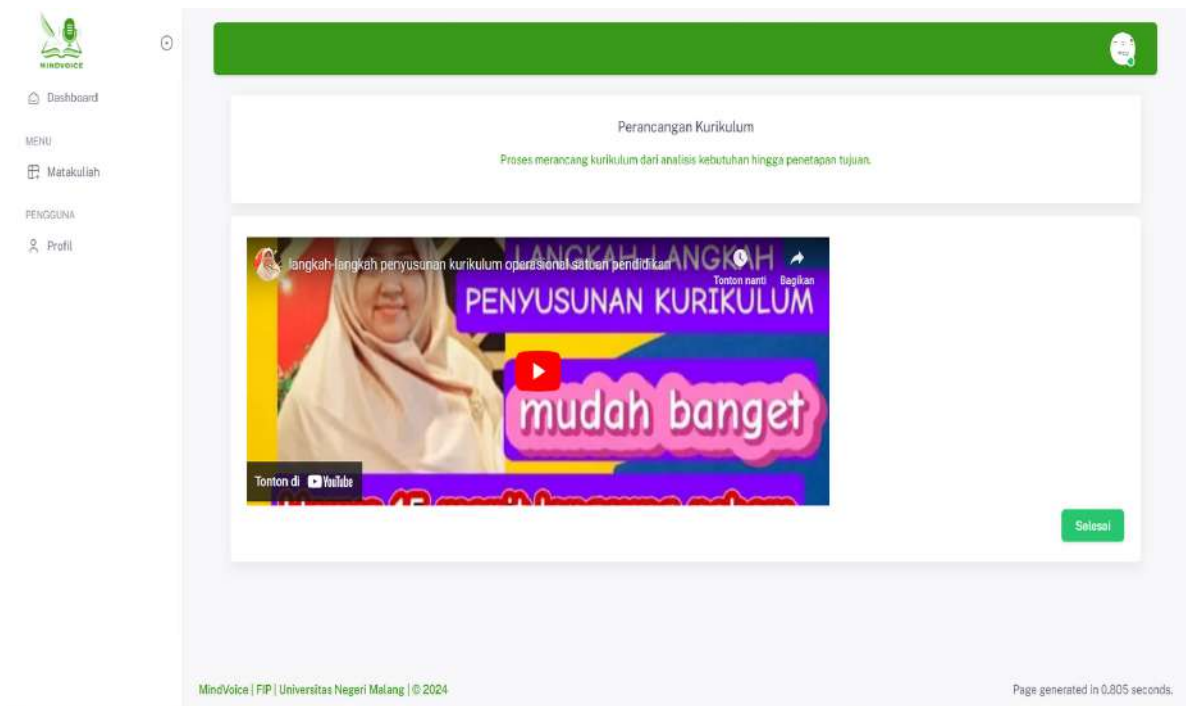 MINDVOICE
Dashboard
MENU
Matakuliah
PENGGUNA
Profil
Perancangan Kurikulum
Proses merancang kurikulum dari analisis kebutuhan hingga penetapan tujuan.
langkah-langkah penyusunan kurikulum operasional satuan pendidikan
LANGKAH-LANGKAH
Tonton nanti Bagikan
PENYUSUNAN KURIKULUM
mudah banget
Tonton di YouTube
Selesai
MindVoice | FIP | Universitas Negeri Malang | © 2024
Page generated in 0.805 seconds.